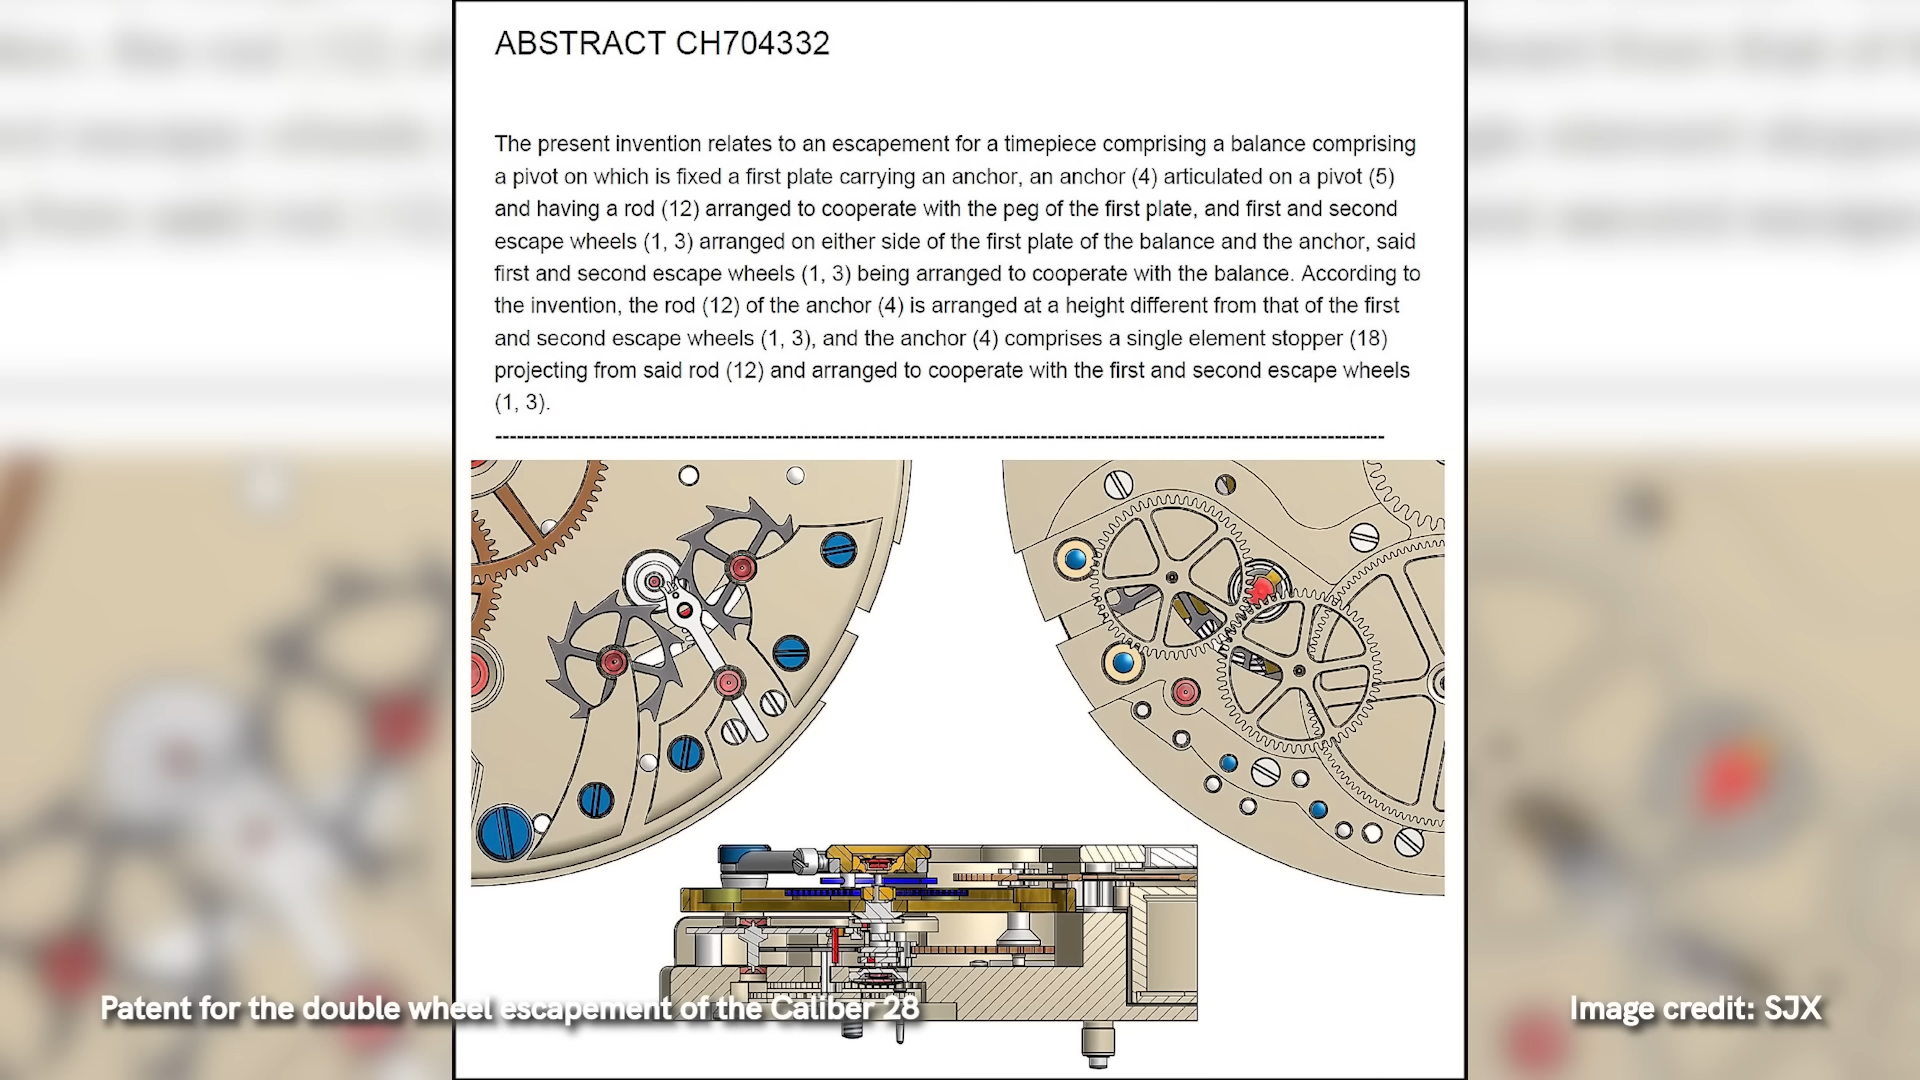 ABSTRACT CH704332
The present invention relates to an escapement for a timepiece comprising a balance comprising
a pivot on which is fixed a first plate carrying an anchor, an anchor (4) articulated on a pivot (5)
and having a rod (12) arranged to cooperate with the peg of the first plate, and first and second
escape wheels (1, 3) arranged on either side of the first plate of the balance and the anchor, said
first and second escape wheels (1, 3) being arranged to cooperate with the balance. According to
the invention, the rod (12) of the anchor (4) is arranged at a height different from that of the first
and second escape wheels (1, 3), and the anchor (4) comprises a single element stopper (18)
projecting from said rod (12) and arranged to cooperate with the first and second escape wheels
(1, 3).
Patent for the double wheel escapement of the Caliber 28
Image credit: SJX